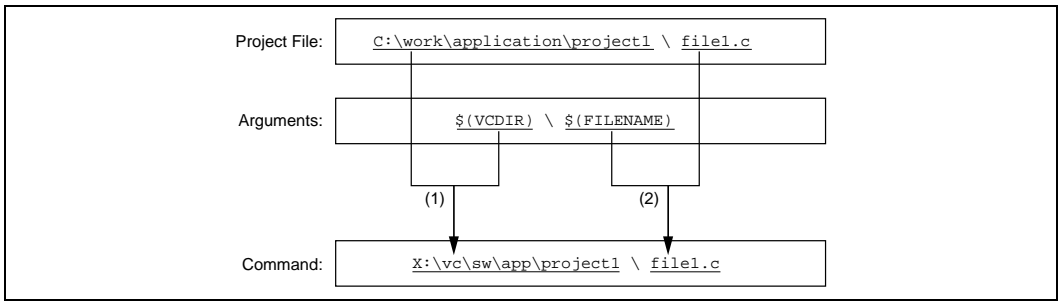 Project File: C:\work\application\project1 \ file1.c
Arguments: $(VCDIR) \ $(FILENAME)
(1) (2)
Command: X:\vc\sw\app\project1 \ file1.c